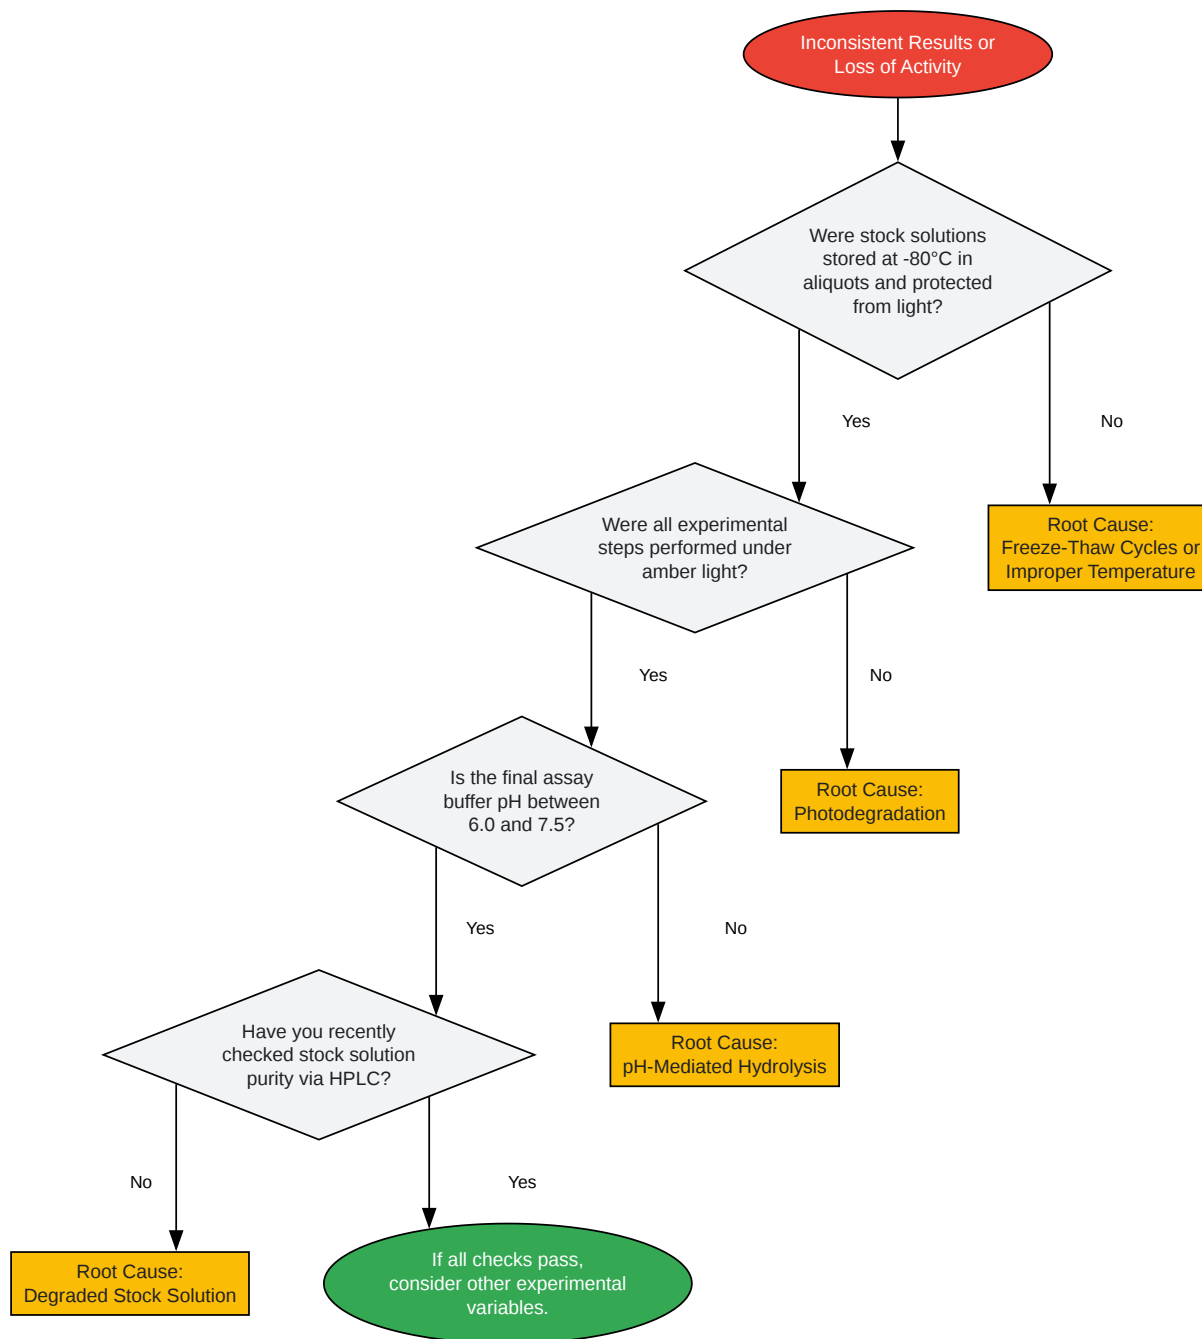 Inconsistent Results or
Loss of Activity
Were stock solutions
stored at -80°C in
aliquots and protected
from light?
Yes
No
Were all experimental
steps performed under
amber light?
Root Cause:
Freeze-Thaw Cycles or
Improper Temperature
Yes
No
Is the final assay
buffer pH between
6.0 and 7.5?
Root Cause:
Photodegradation
Yes
No
Have you recently
checked stock solution
purity via HPLC?
Root Cause:
pH-Mediated Hydrolysis
No
Yes
Root Cause:
Degraded Stock Solution
If all checks pass,
consider other experimental
variables.